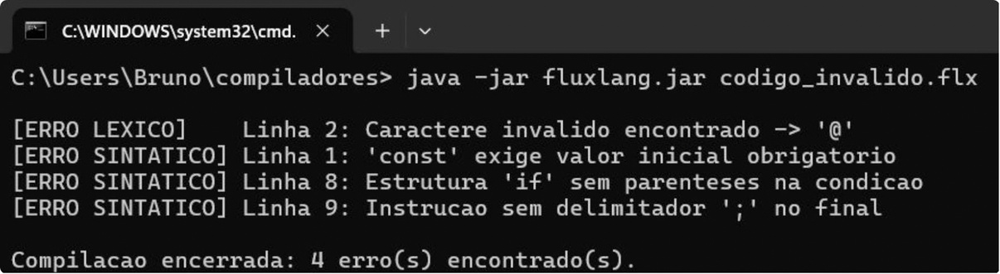 C:\WINDOWS\system32\cmd.
C:\Users\Bruno\compiladores> java -jar fluxlang.jar codigo_invalido.flx
[ERRO LEXICO]    Linha 2: Caractere invalido encontrado -> '@'
[ERRO SINTATICO] Linha 1: 'const' exige valor inicial obrigatorio
[ERRO SINTATICO] Linha 8: Estrutura 'if' sem parenteses na condicao
[ERRO SINTATICO] Linha 9: Instrucao sem delimitador ';' no final
Compilacao encerrada: 4 erro(s) encontrado(s).